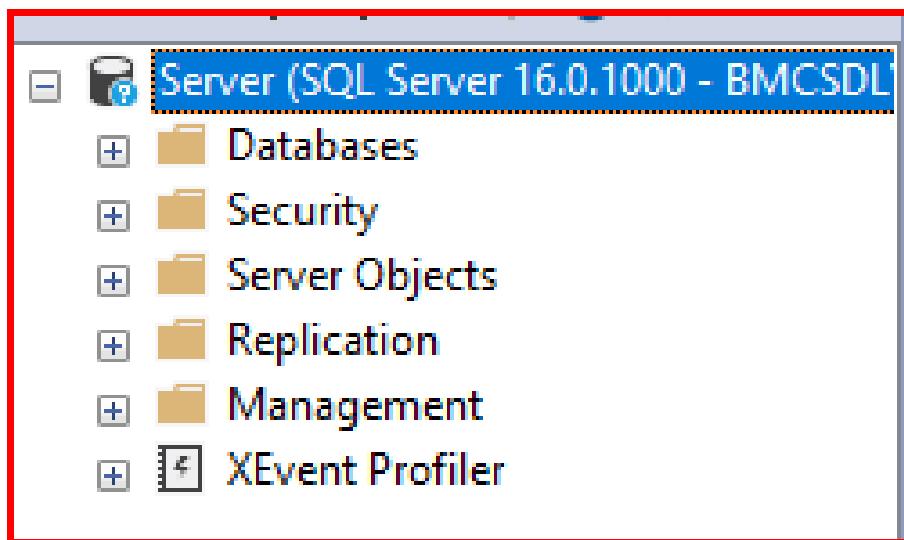 Server (SQL Server 16.0.1000 - BMCSDL
Databases
Security
Server Objects
Replication
Management
XEvent Profiler